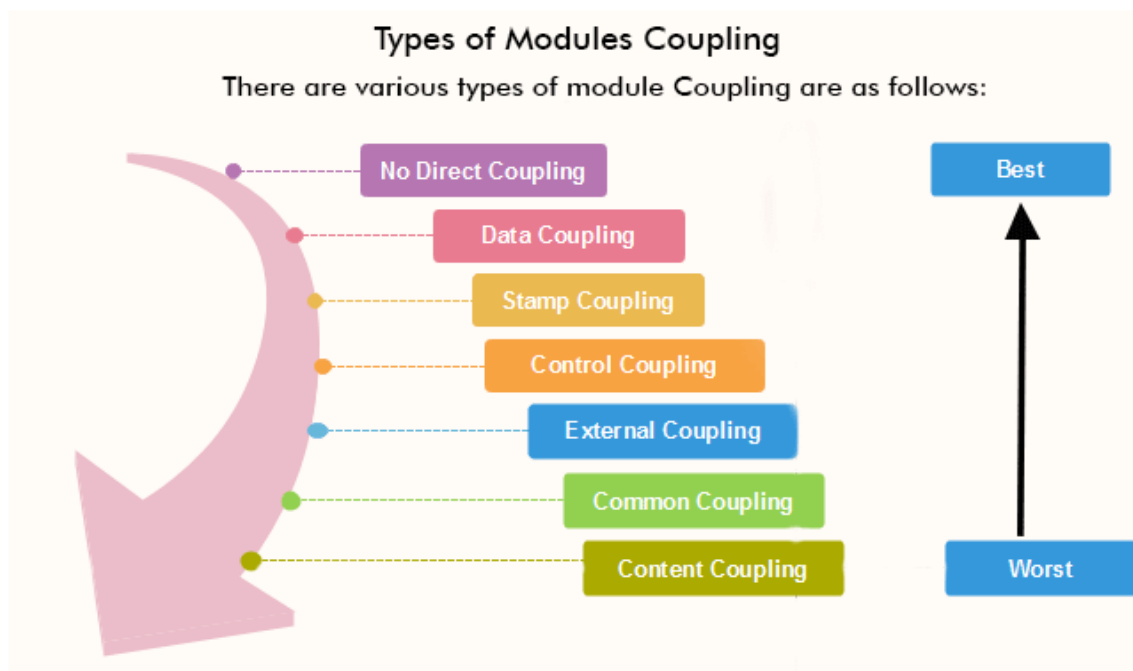 Types of Modules Coupling
There are various types of module Coupling are as follows:
No Direct Coupling
Best
Data Coupling
Stamp Coupling
Control Coupling
External Coupling
Common Coupling
Content Coupling
Worst